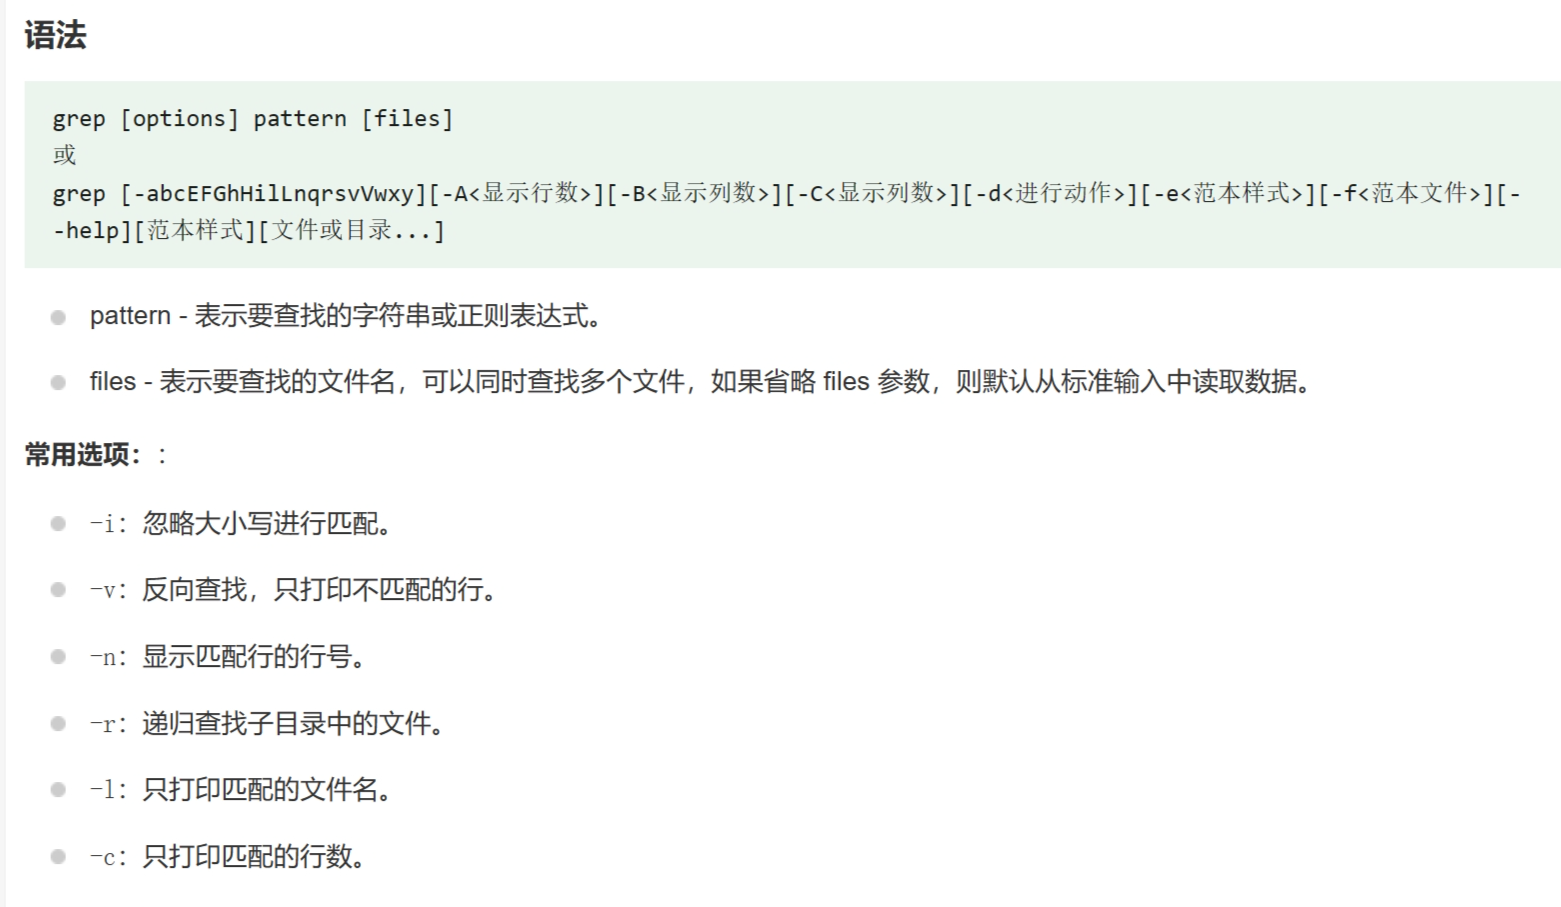 语法
grep [options] pattern [files]
或
grep [-abcEFGhHilLnqrsvVwxy][-A<显示行数>][-B<显示列数>][-C<显示列数>][-d<进行动作>][-e<范本样式>][-f<范本文件>][-
-help][范本样式][文件或目录...]
pattern - 表示要查找的字符串或正则表达式。
files - 表示要查找的文件名，可以同时查找多个文件，如果省略 files 参数，则默认从标准输入中读取数据。
常用选项：：
-i：忽略大小写进行匹配。
-v：反向查找，只打印不匹配的行。
-n：显示匹配行的行号。
-r：递归查找子目录中的文件。
-l：只打印匹配的文件名。
-c：只打印匹配的行数。